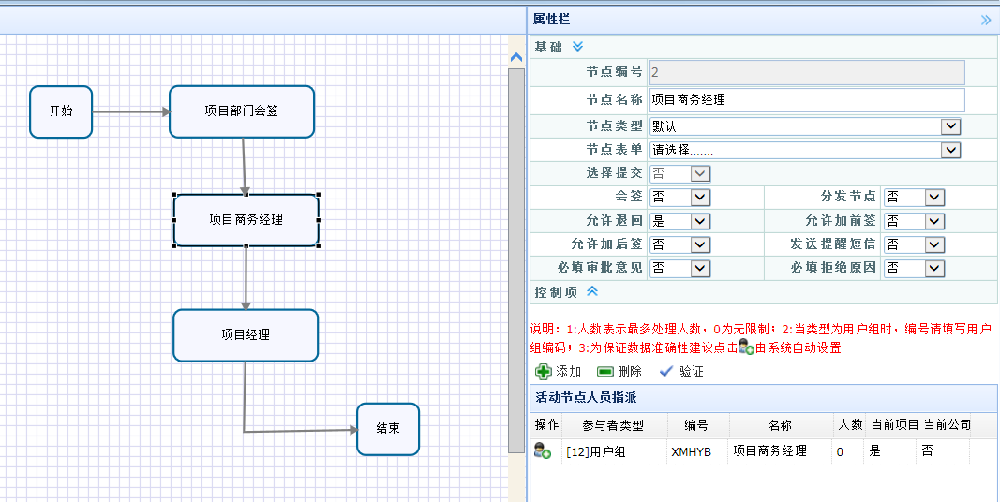 开始
项目部门会签
项目商务经理
项目经理
结束
属性栏
基础
节点编号 2
节点名称 项目商务经理
节点类型 默认
节点表单 请选择.......
选择提交 否
会签 否 分发节点 否
允许退回 是 允许加前签 否
允许加后签 否 发送提醒短信 否
必填审批意见 否 必填拒绝原因 否
控制项
说明：1:人数表示最多处理人数，0为无限制；2:当类型为用户组时，编号请填写用户
组编码；3:为保证数据准确性建议点击由系统自动设置
添加 删除 验证
活动节点人员指派
操作 参与者类型 编号 名称 人数 当前项目 当前公司
[12]用户组 XMHYB 项目商务经理 0 是 否